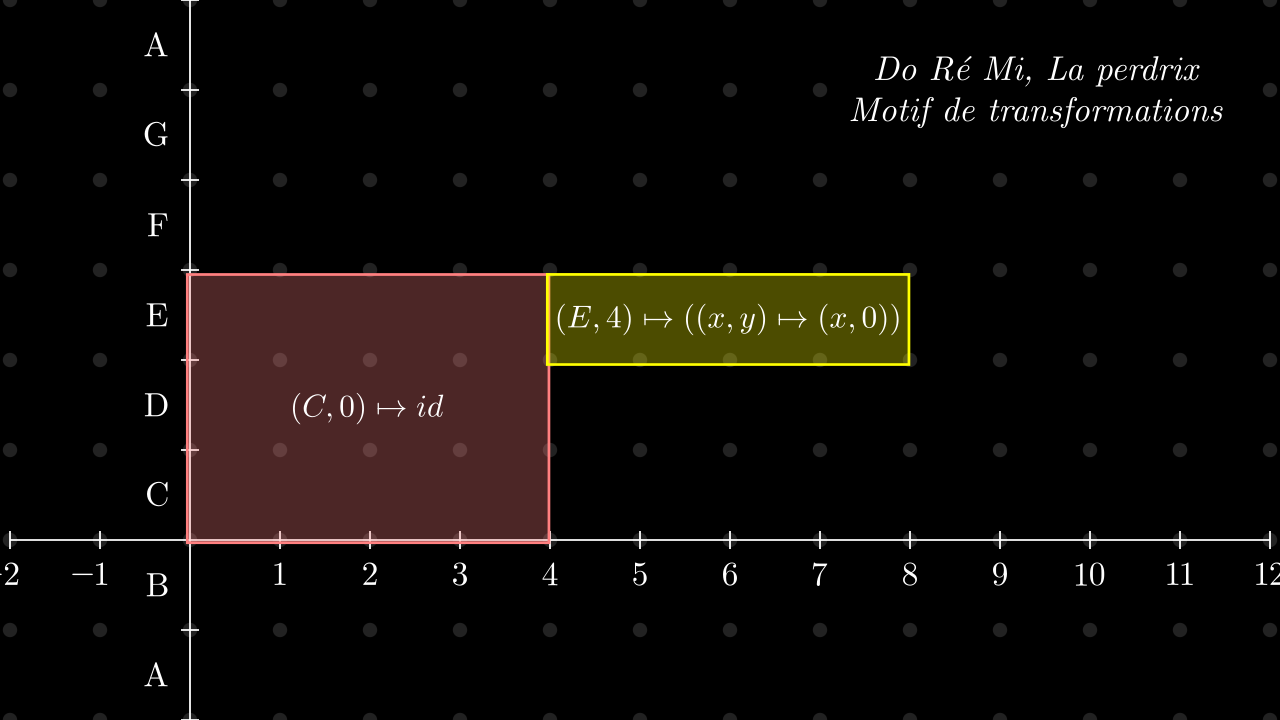 A
Do Ré Mi, La perdrix
Motif de transformations
G
F
E
(E, 4) ↦ ((x, y) ↦ (x, 0))
D
(C, 0) ↦ id
C
−2 −1 1 2 3 4 5 6 7 8 9 10 11 12
B
A